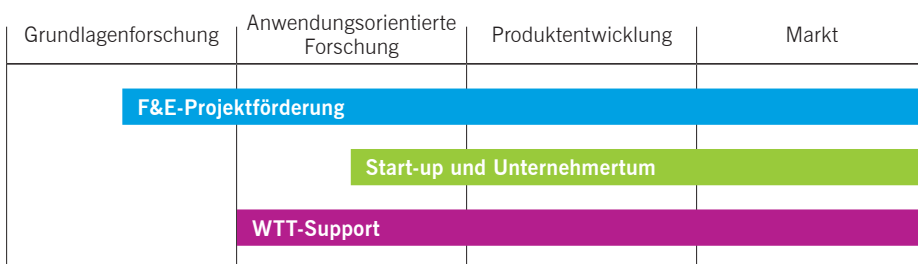 Grundlagenforschung
Anwendungsorientierte
Forschung
Produktentwicklung
Markt
F&E-Projektförderung
Start-up und Unternehmertum
WTT-Support